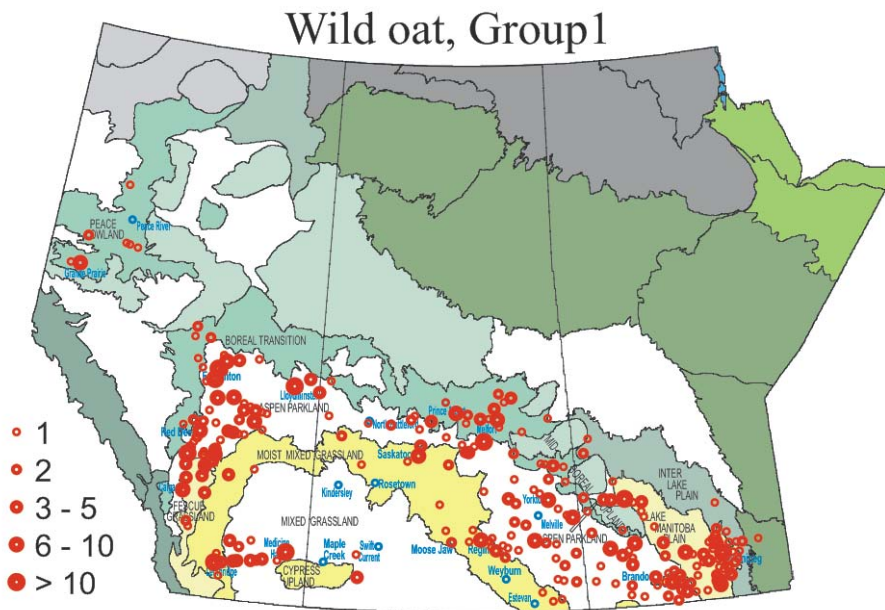 Wild oat, Group1
PEACE
LOWLAND
Peace River
Grande Prairie
BOREAL TRANSITION
Lloydminster
ASPEN PARKLAND
Prince
North Battleford
Melfort
Red Deer
MID
BOREAL
MOIST MIXED GRASSLAND
Saskatoon
INTER
LAKE
PLAIN
1
2
3 - 5
6 - 10
> 10
Kindersley
Rosetown
FESCUE
GRASSLAND
MIXED GRASSLAND
Melville
LAKE
MANITOBA
PLAIN
ASPEN PARKLAND
Medicine
Maple
Creek
Swift
Current
Moose Jaw
Regina
CYPRESS
UPLAND
Weyburn
Brandon
Estevan